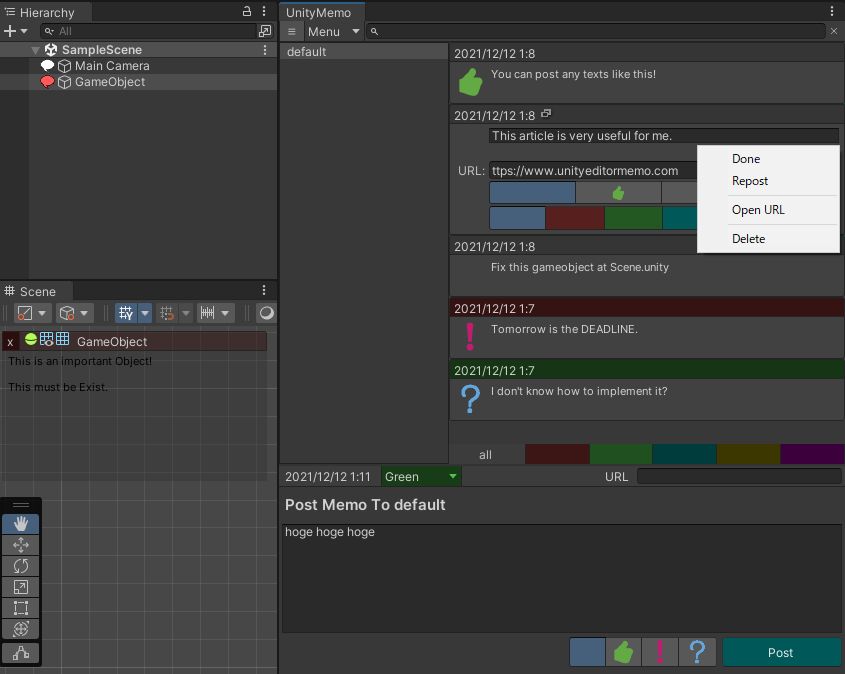 Hierarchy
All
SampleScene
Main Camera
GameObject
Scene
x GameObject
This is an important Object!
This must be Exist.
UnityMemo
Menu
default
2021/12/12 1:8
You can post any texts like this!
2021/12/12 1:8
This article is very useful for me.
URL: ttps://www.unityeditormemo.com
Done
Repost
Open URL
Delete
2021/12/12 1:8
Fix this gameobject at Scene.unity
2021/12/12 1:7
Tomorrow is the DEADLINE.
2021/12/12 1:7
I don't know how to implement it?
all
2021/12/12 1:11 Green URL
Post Memo To default
hoge hoge hoge
Post